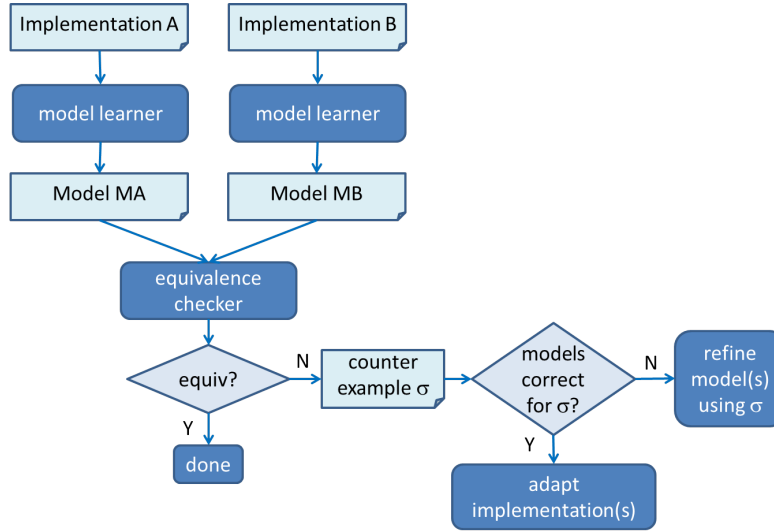 Implementation A
Implementation B
model learner
model learner
Model MA
Model MB
equivalence
checker
equiv?
N
counter
example σ
models
correct
for σ?
N
refine
model(s)
using σ
Y
done
Y
adapt
implementation(s)